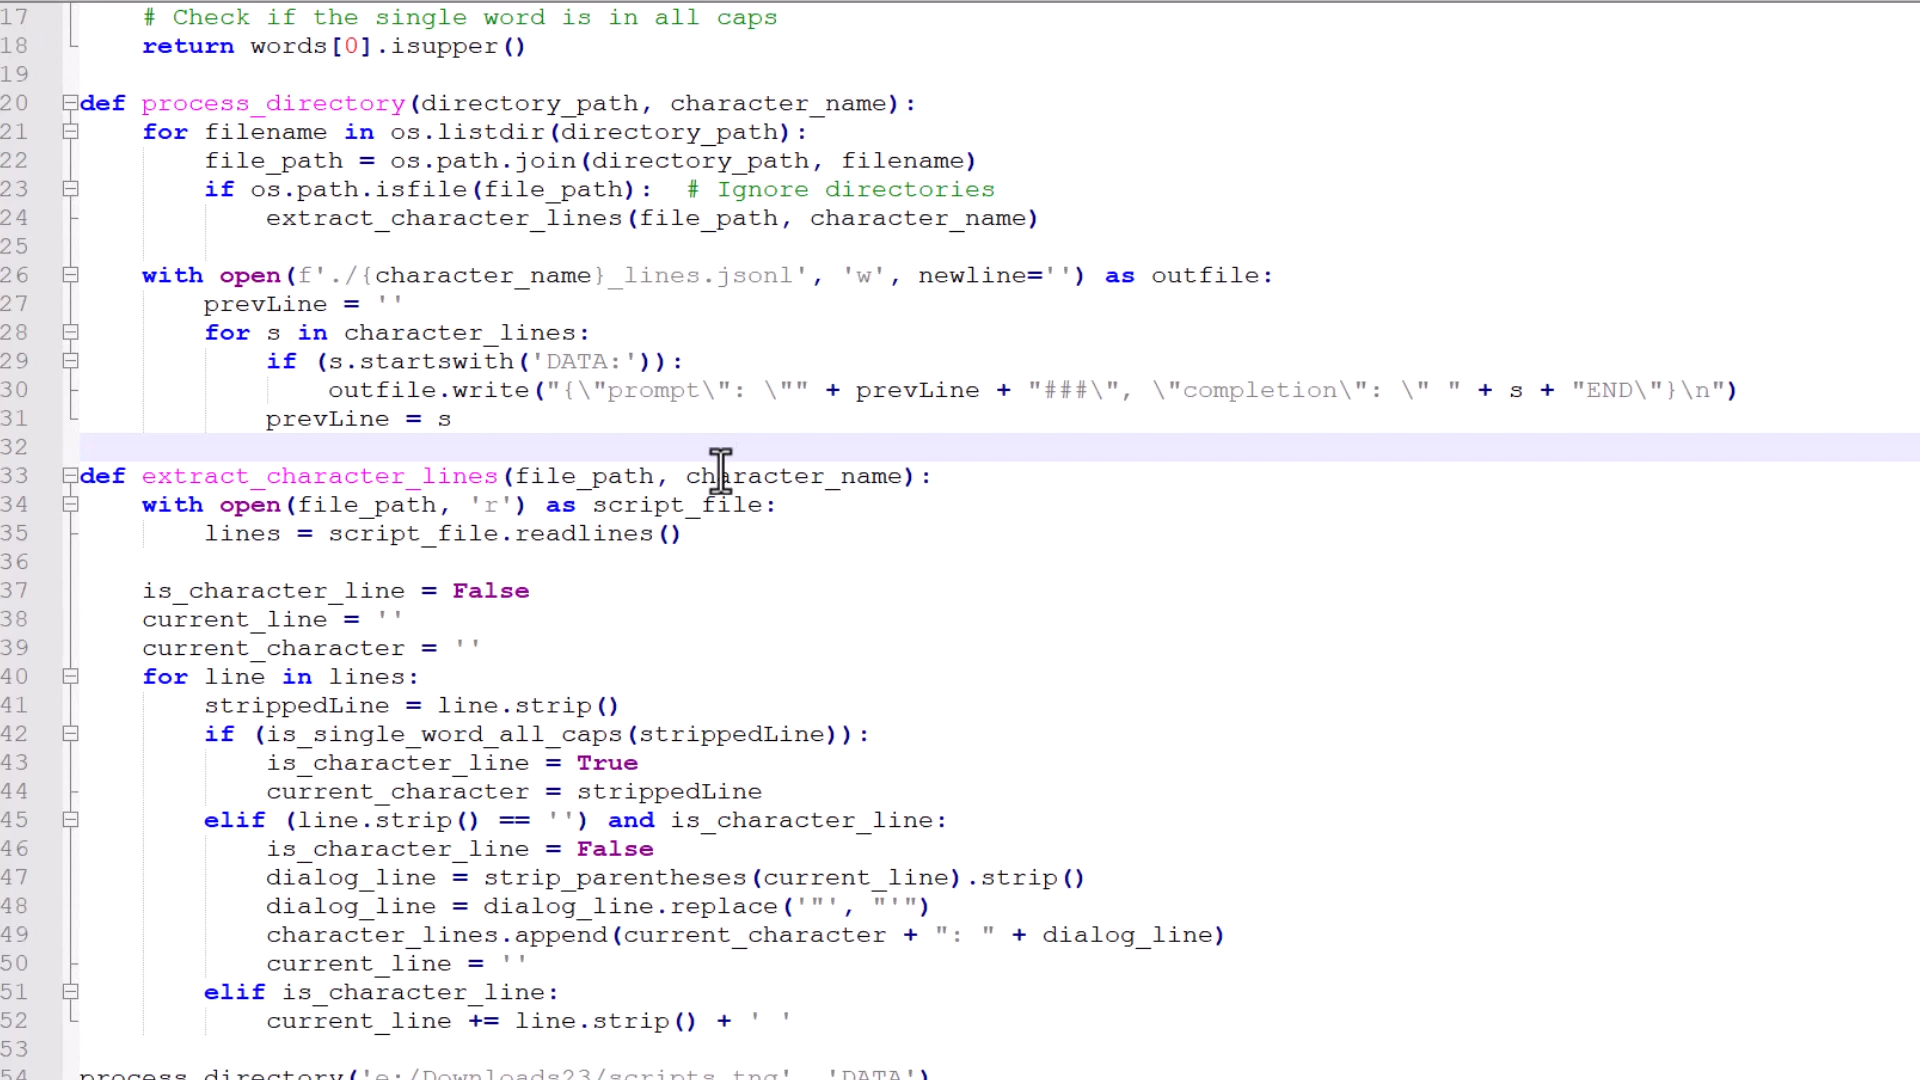 17 # Check if the single word is in all caps
18 return words[0].isupper()
19
20 def process_directory(directory_path, character_name):
21 for filename in os.listdir(directory_path):
22 file_path = os.path.join(directory_path, filename)
23 if os.path.isfile(file_path):  # Ignore directories
24 extract_character_lines(file_path, character_name)
25
26 with open(f'./{character_name}_lines.jsonl', 'w', newline='') as outfile:
27 prevLine = ''
28 for s in character_lines:
29 if (s.startswith('DATA:')):
30 outfile.write("{\"prompt\": \"" + prevLine + "###\", \"completion\": \" " + s + "END\"}\n")
31 prevLine = s
32
33 def extract_character_lines(file_path, character_name):
34 with open(file_path, 'r') as script_file:
35 lines = script_file.readlines()
36
37 is_character_line = False
38 current_line = ''
39 current_character = ''
40 for line in lines:
41 strippedLine = line.strip()
42 if (is_single_word_all_caps(strippedLine)):
43 is_character_line = True
44 current_character = strippedLine
45 elif (line.strip() == '') and is_character_line:
46 is_character_line = False
47 dialog_line = strip_parentheses(current_line).strip()
48 dialog_line = dialog_line.replace('"', "'")
49 character_lines.append(current_character + ": " + dialog_line)
50 current_line = ''
51 elif is_character_line:
52 current_line += line.strip() + ' '
53
54 process_directory('e:/Downloads23/scripts_tng', 'DATA')